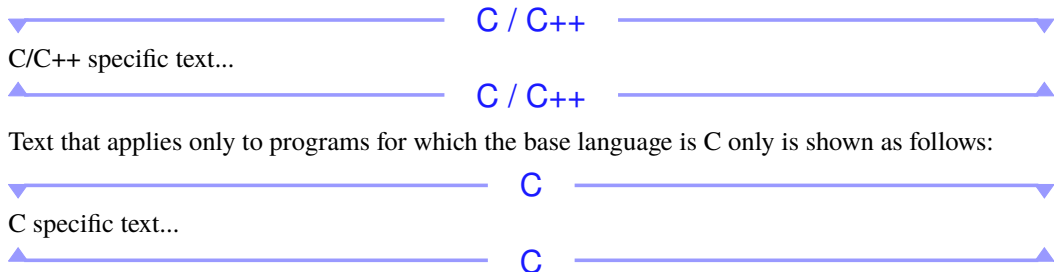 C / C++
C/C++ specific text...
C / C++
Text that applies only to programs for which the base language is C only is shown as follows:
C
C specific text...
C